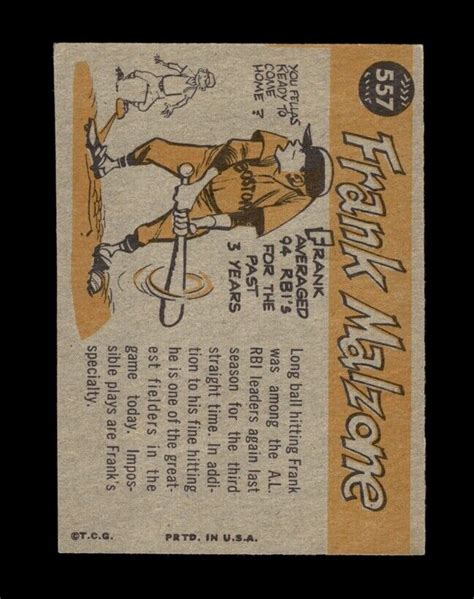 557
Frank Malzone
YOU FELLAS
READY TO
COME
HOME?
BOSTON
FRANK
AVERAGED
94 RBI's
FOR THE
PAST
3 YEARS
Long ball hitting Frank
was among the A.L.
RBI leaders again last
season for the third
straight time. In addi-
tion to his fine hitting
he is one of the great-
est fielders in the
game today. Impos-
sible plays are Frank's
specialty.
©T.C.G.
PRTD. IN U.S.A.